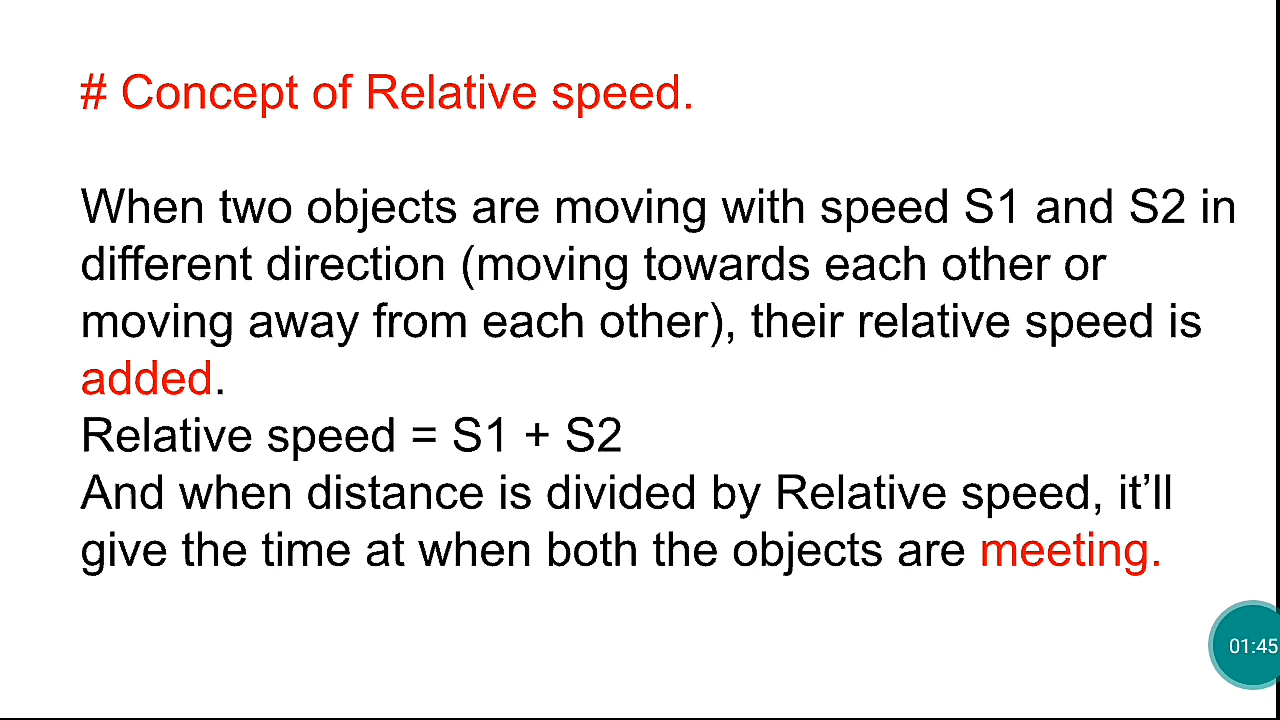 # Concept of Relative speed.
When two objects are moving with speed S1 and S2 in
different direction (moving towards each other or
moving away from each other), their relative speed is
added.
Relative speed = S1 + S2
And when distance is divided by Relative speed, it’ll
give the time at when both the objects are meeting.
01:45